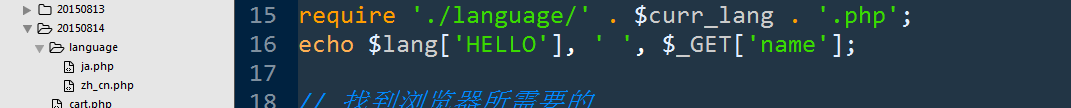 20150813
20150814
language
ja.php
zh_cn.php
cart.php
15 require './language/' . $curr_lang . '.php';
16 echo $lang['HELLO'], ' ', $_GET['name'];
17
18 // 找到浏览器所需要的